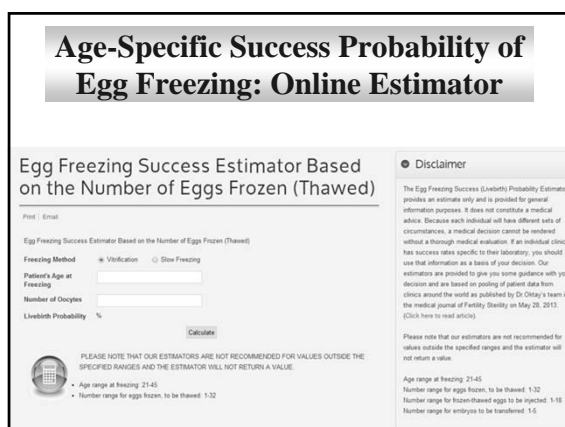 Age-Specific Success Probability of
Egg Freezing: Online Estimator
Egg Freezing Success Estimator Based
on the Number of Eggs Frozen (Thawed)
Print | Email
Egg Freezing Success Estimator Based on the Number of Eggs Frozen (Thawed)
Freezing Method Vitrification Slow Freezing
Patient's Age at
Freezing
Number of Oocytes
Livebirth Probability %
Calculate
PLEASE NOTE THAT OUR ESTIMATORS ARE NOT RECOMMENDED FOR VALUES OUTSIDE THE
SPECIFIED RANGES AND THE ESTIMATOR WILL NOT RETURN A VALUE.
• Age range at freezing: 21-45
• Number range for eggs frozen, to be thawed: 1-32
Disclaimer
The Egg Freezing Success (Livebirth) Probability Estimato
provides an estimate only and is provided for general
information purposes. It does not constitute a medical
advice. Because each individual will have different sets of
circumstances, a medical decision cannot be rendered
without a thorough medical evaluation. If an individual clinic
has success rates specific to their laboratory, you should
use that information as a basis of your decision. Our
estimators are provided to give you some guidance with yo
decision and are based on pooling of patient data from
clinics around the world as published by Dr.Oktay's team i
the medical journal of Fertility Sterility on May 28, 2013.
(Click here to read article).
Please note that our estimators are not recommended for
values outside the specified ranges and the estimator will
not return a value.
Age range at freezing: 21-45
Number range for eggs frozen, to be thawed: 1-32
Number range for frozen-thawed eggs to be injected: 1-18
Number range for embryos to be transferred: 1-5